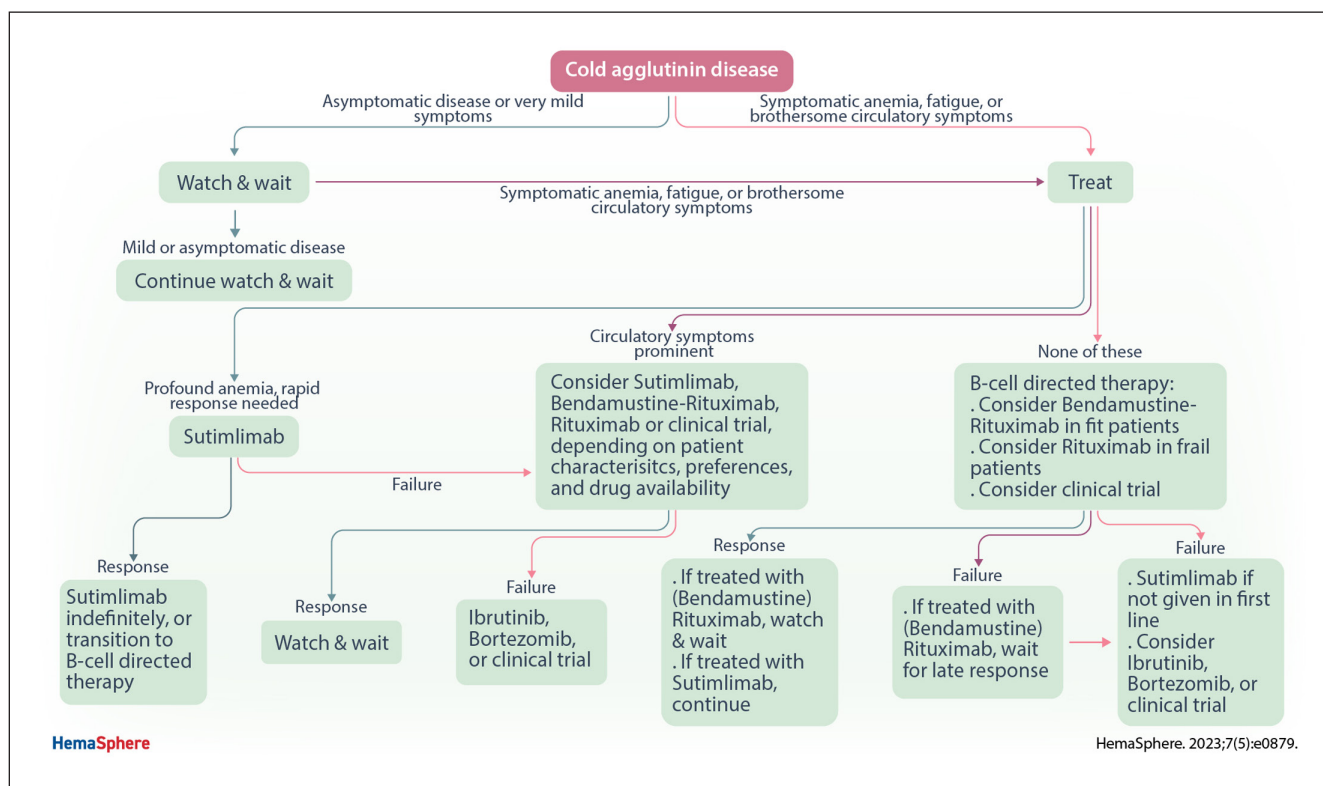 Cold agglutinin disease
Asymptomatic disease or very mild
symptoms
Symptomatic anemia, fatigue, or
brothersome circulatory symptoms
Watch & wait
Symptomatic anemia, fatigue, or brothersome
circulatory symptoms
Treat
Mild or asymptomatic disease
Continue watch & wait
Profound anemia, rapid
response needed
Sutimlimab
Circulatory symptoms
prominent
Consider Sutimlimab,
Bendamustine-Rituximab,
Rituximab or clinical trial,
depending on patient
characterisitcs, preferences,
and drug availability
None of these
B-cell directed therapy:
. Consider Bendamustine-
Rituximab in fit patients
. Consider Rituximab in frail
patients
. Consider clinical trial
Failure
Response
Sutimlimab
indefinitely, or
transition to
B-cell directed
therapy
Response
Watch & wait
Failure
Ibrutinib,
Bortezomib,
or clinical trial
Response
. If treated with
(Bendamustine)
Rituximab, watch
& wait
. If treated with
Sutimlimab,
continue
Failure
. If treated with
(Bendamustine)
Rituximab, wait
for late response
Failure
. Sutimlimab if
not given in first
line
. Consider
Ibrutinib,
Bortezomib, or
clinical trial
HemaSphere
HemaSphere. 2023;7(5):e0879.